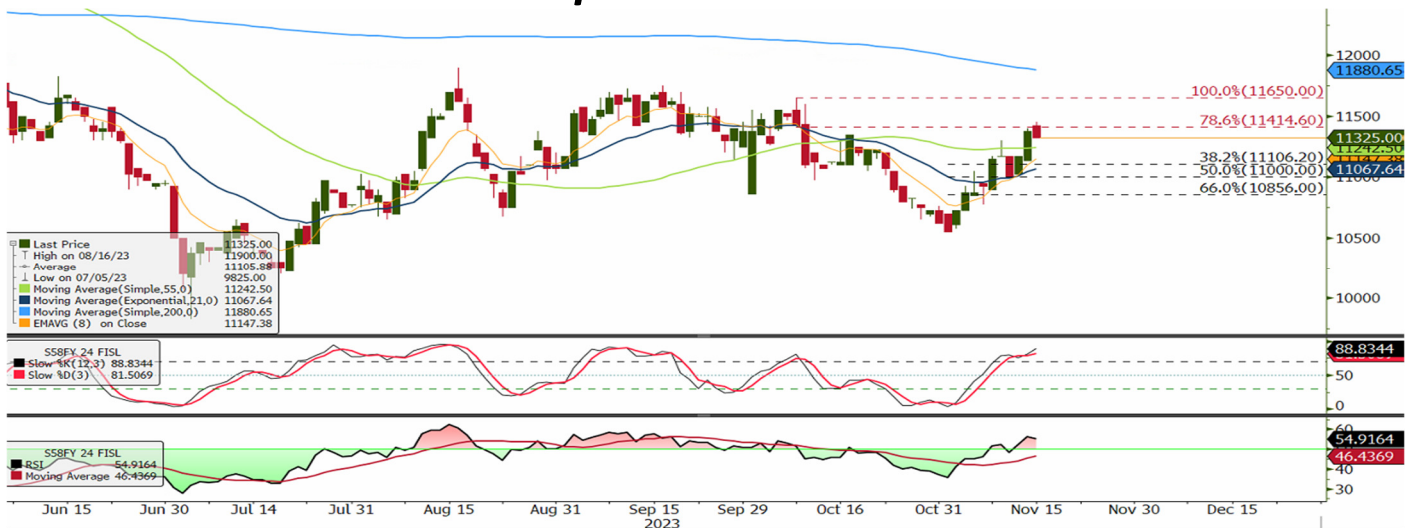 12000
11880.65
100.0%(11650.00)
11500
78.6%(11414.60)
11325.00
11242.50
38.2%(11106.20)
11067.64
50.0%(11000.00)
66.0%(10856.00)
10500
10000
Last Price 11325.00
High on 08/16/23 11900.00
Average 11105.88
Low on 07/05/23 9825.00
Moving Average(Simple,55,0) 11242.50
Moving Average(Exponential,21,0) 11067.64
Moving Average(Simple,200,0) 11880.65
EMAVG (8) on Close 11147.38
S58FY 24 FISL
Slow %K(12,3) 88.8344
Slow %D(3) 81.5069
88.8344
50
0
S58FY 24 FISL
RSI 54.9164
Moving Average 46.4369
60
54.9164
46.4369
40
30
Jun 15 Jun 30 Jul 14 Jul 31 Aug 15 Aug 31 Sep 15 Sep 29 Oct 16 Oct 31 Nov 15 Nov 30 Dec 15
2023